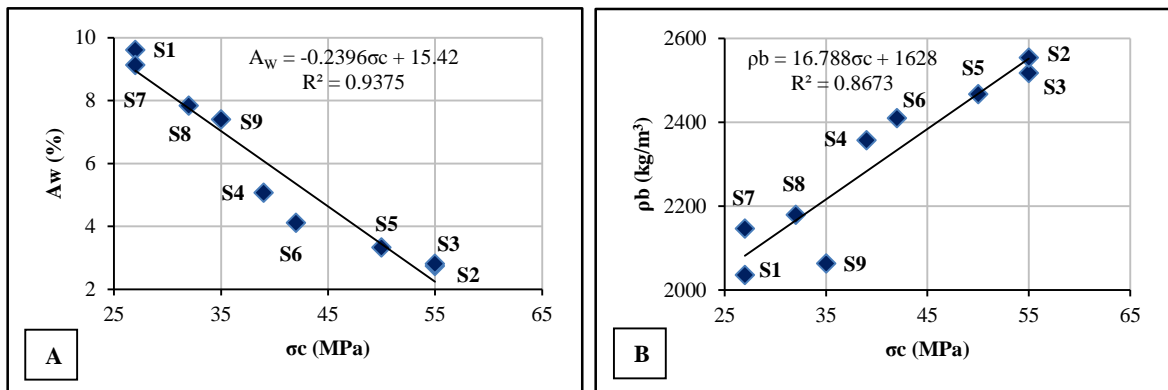 10
8
6
4
2
Aw (%)
S1
S7
S8
S9
S4
S6
S5
S3
S2
A_W = -0.2396σc + 15.42
R² = 0.9375
25 35 45 55 65
σc (MPa)
A
2600
2400
2200
2000
ρb (kg/m³)
ρb = 16.788σc + 1628
R² = 0.8673
S2
S3
S5
S6
S4
S8
S7
S1
S9
25 35 45 55 65
σc (MPa)
B